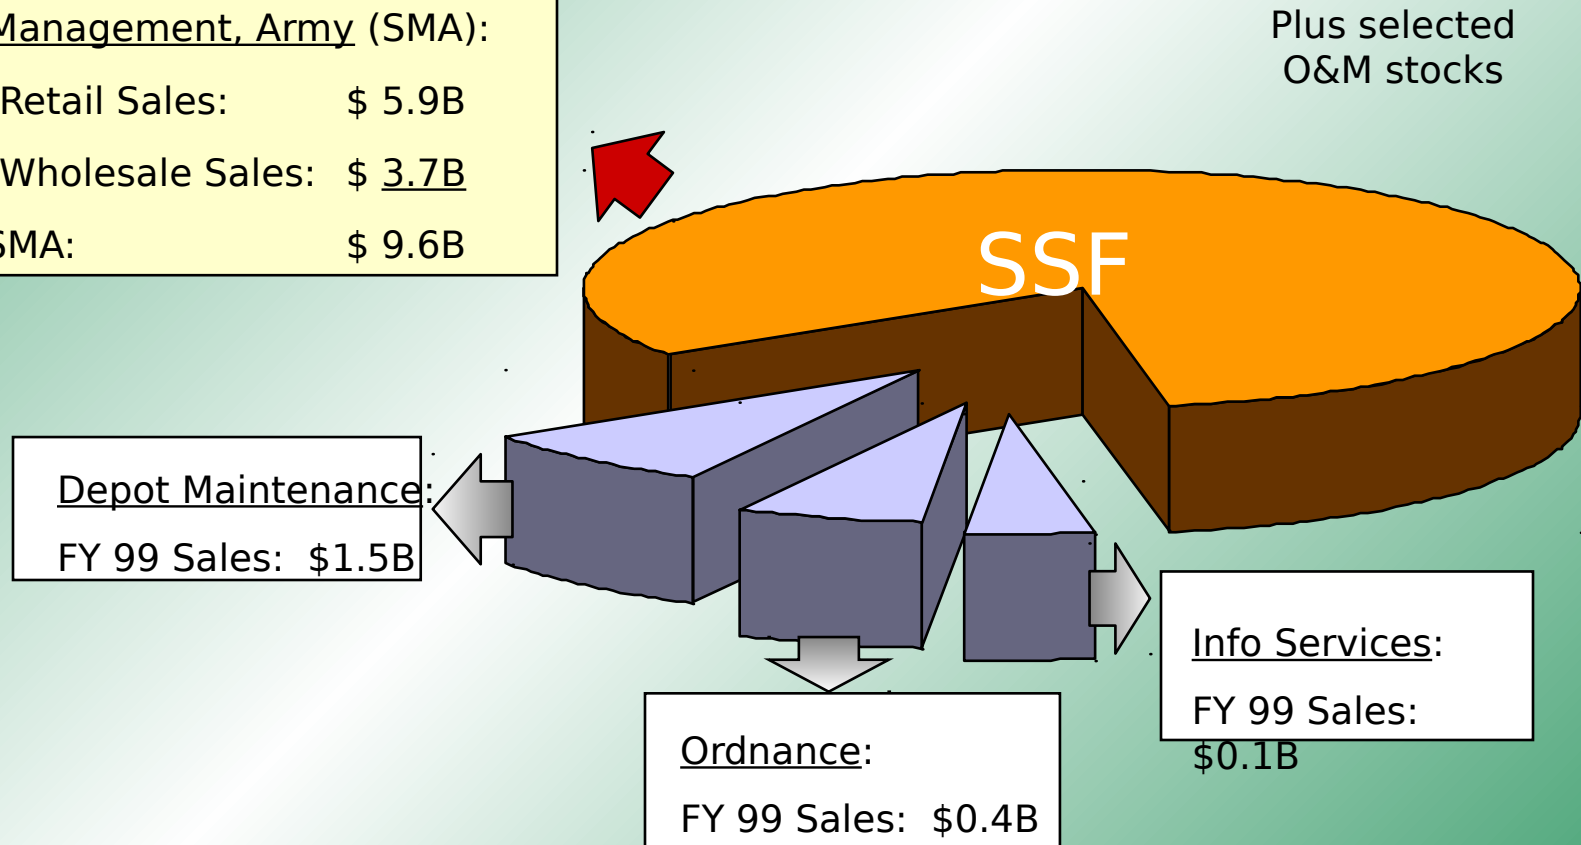 Management, Army (SMA):
Retail Sales: $ 5.9B
Wholesale Sales: $ 3.7B
SMA: $ 9.6B
Plus selected
O&M stocks
SSF
Depot Maintenance:
FY 99 Sales: $1.5B
Info Services:
FY 99 Sales:
$0.1B
Ordnance:
FY 99 Sales: $0.4B